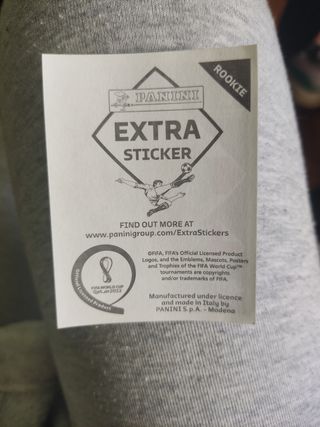 ROOKIE
PANINI
EXTRA
STICKER
FIND OUT MORE AT
www.paninigroup.com/ExtraStickers
©FIFA, FIFA's Official Licensed Product
Logos, and the Emblems, Mascots, Posters
and Trophies of the FIFA World Cup™
tournaments are copyrights
and/or trademarks of FIFA.
FIFA WORLD CUP
Qatar2022
Official Licensed Product
Manufactured under licence
and made in Italy by
PANINI S.p.A. - Modena